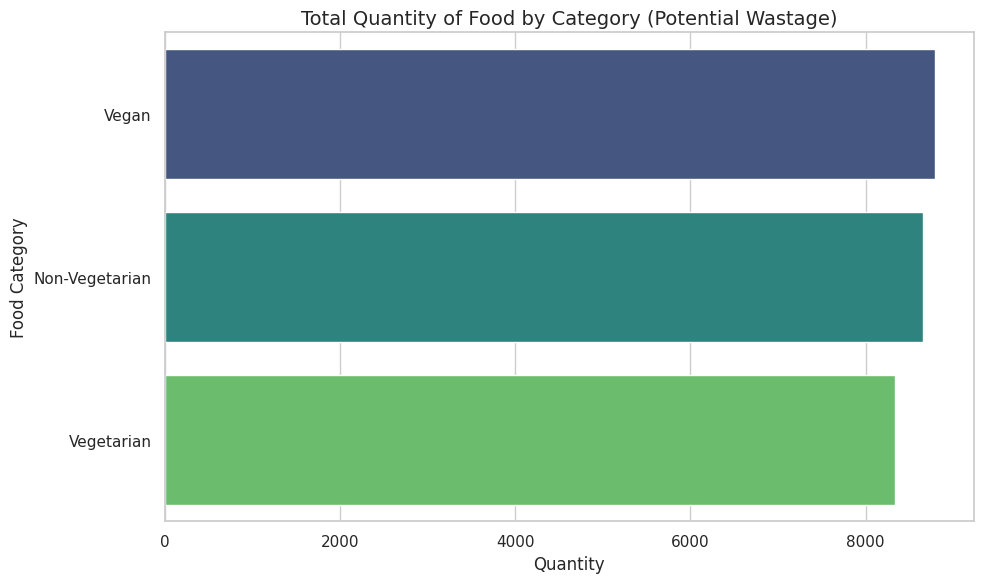 Total Quantity of Food by Category (Potential Wastage)
Food Category
Vegan
Non-Vegetarian
Vegetarian
0 2000 4000 6000 8000
Quantity